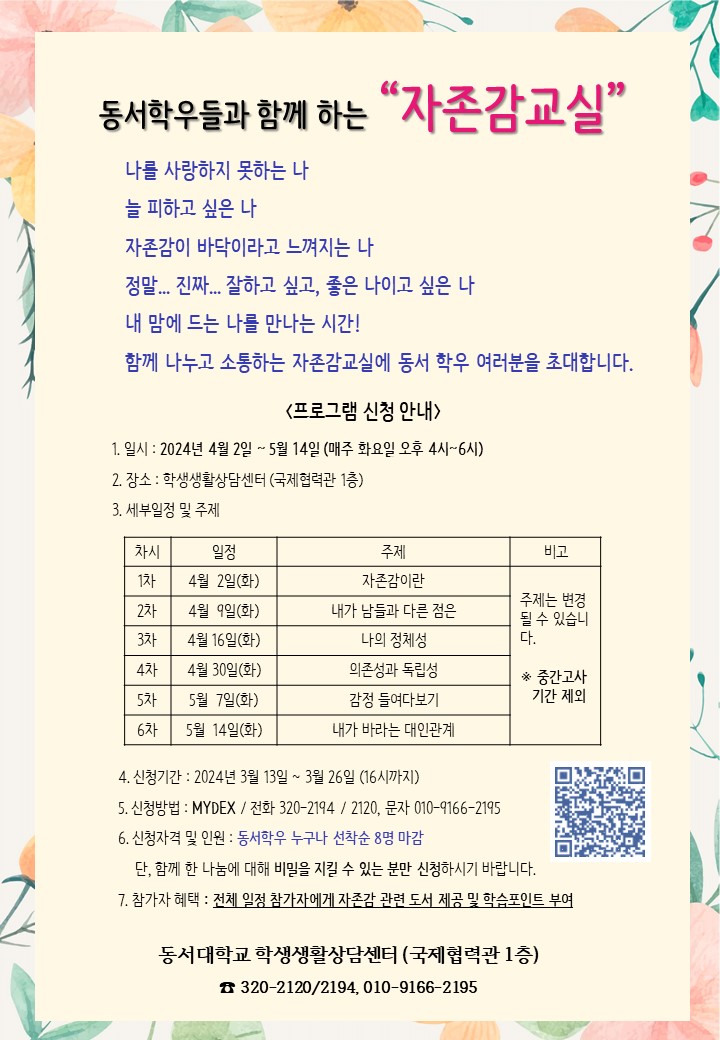 동서학우들과 함께 하는 “자존감교실”
나를 사랑하지 못하는 나
늘 피하고 싶은 나
자존감이 바닥이라고 느껴지는 나
정말... 진짜... 잘하고 싶고, 좋은 나이고 싶은 나
내 맘에 드는 나를 만나는 시간!
함께 나누고 소통하는 자존감교실에 동서 학우 여러분을 초대합니다.
<프로그램 신청 안내>
1. 일시 : 2024년 4월 2일 ~ 5월 14일 (매주 화요일 오후 4시~6시)
2. 장소 : 학생생활상담센터 (국제협력관 1층)
3. 세부일정 및 주제
차시 일정 주제 비고
1차 4월 2일(화) 자존감이란
2차 4월 9일(화) 내가 남들과 다른 점은
3차 4월 16일(화) 나의 정체성
4차 4월 30일(화) 의존성과 독립성
5차 5월 7일(화) 감정 들여다보기
6차 5월 14일(화) 내가 바라는 대인관계
주제는 변경
될 수 있습니
다.
※ 중간고사
기간 제외
4. 신청기간 : 2024년 3월 13일 ~ 3월 26일 (16시까지)
5. 신청방법 : MYDEX / 전화 320-2194 / 2120, 문자 010-9166-2195
6. 신청자격 및 인원 : 동서학우 누구나 선착순 8명 마감
단, 함께 한 나눔에 대해 비밀을 지킬 수 있는 분만 신청하시기 바랍니다.
7. 참가자 혜택 : 전체 일정 참가자에게 자존감 관련 도서 제공 및 학습포인트 부여
동서대학교 학생생활상담센터 (국제협력관 1층)
☎ 320-2120/2194, 010-9166-2195